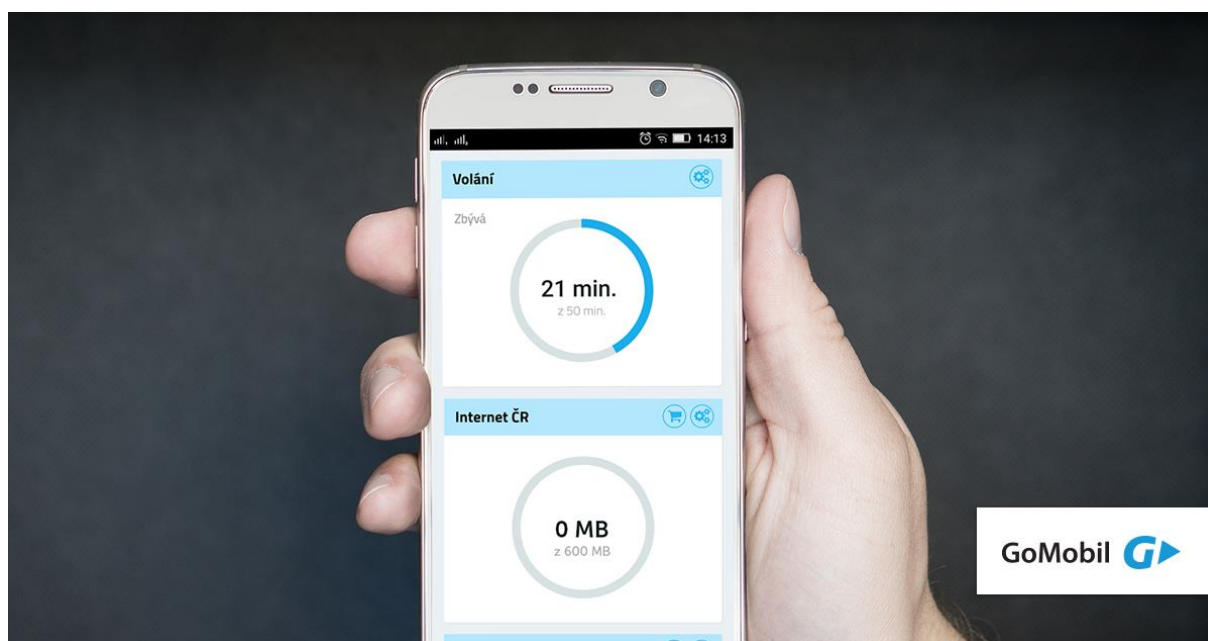 14:13
Volání
Zbývá
21 min.
z 50 min.
Internet ČR
0 MB
z 600 MB
GoMobil